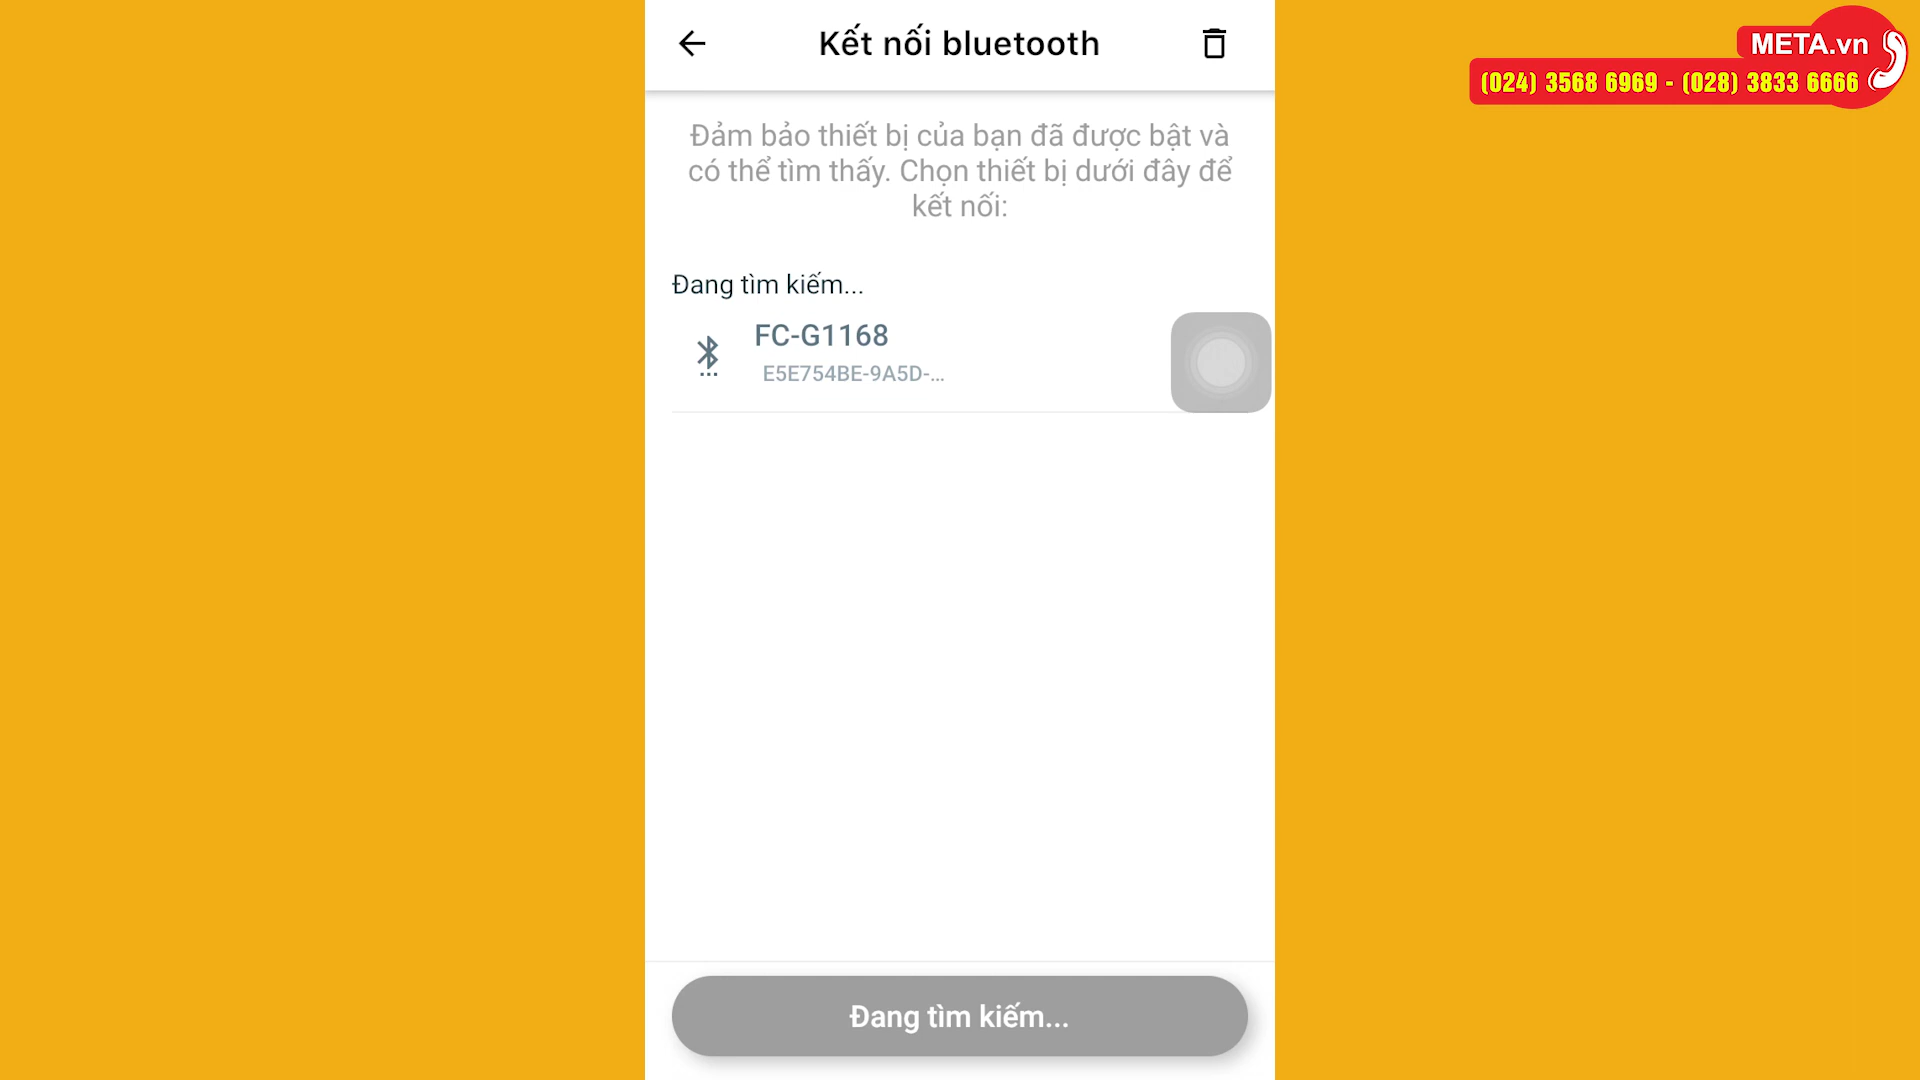 Kết nối bluetooth
META.vn
(024) 3568 6969 - (028) 3833 6666
Đảm bảo thiết bị của bạn đã được bật và
có thể tìm thấy. Chọn thiết bị dưới đây để
kết nối:
Đang tìm kiếm...
FC-G1168
E5E754BE-9A5D-...
Đang tìm kiếm...